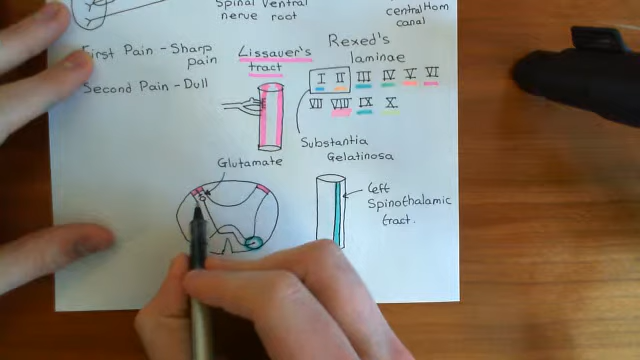 Spinal Ventral
nerve root
central Horn
canal
First Pain - Sharp
pain
Second Pain - Dull
Lissauer's
tract
Rexed's
laminae
I II III IV V VI
VII VIII IX X
Substantia
Gelatinosa
Glutamate
Left
Spinothalamic
tract.